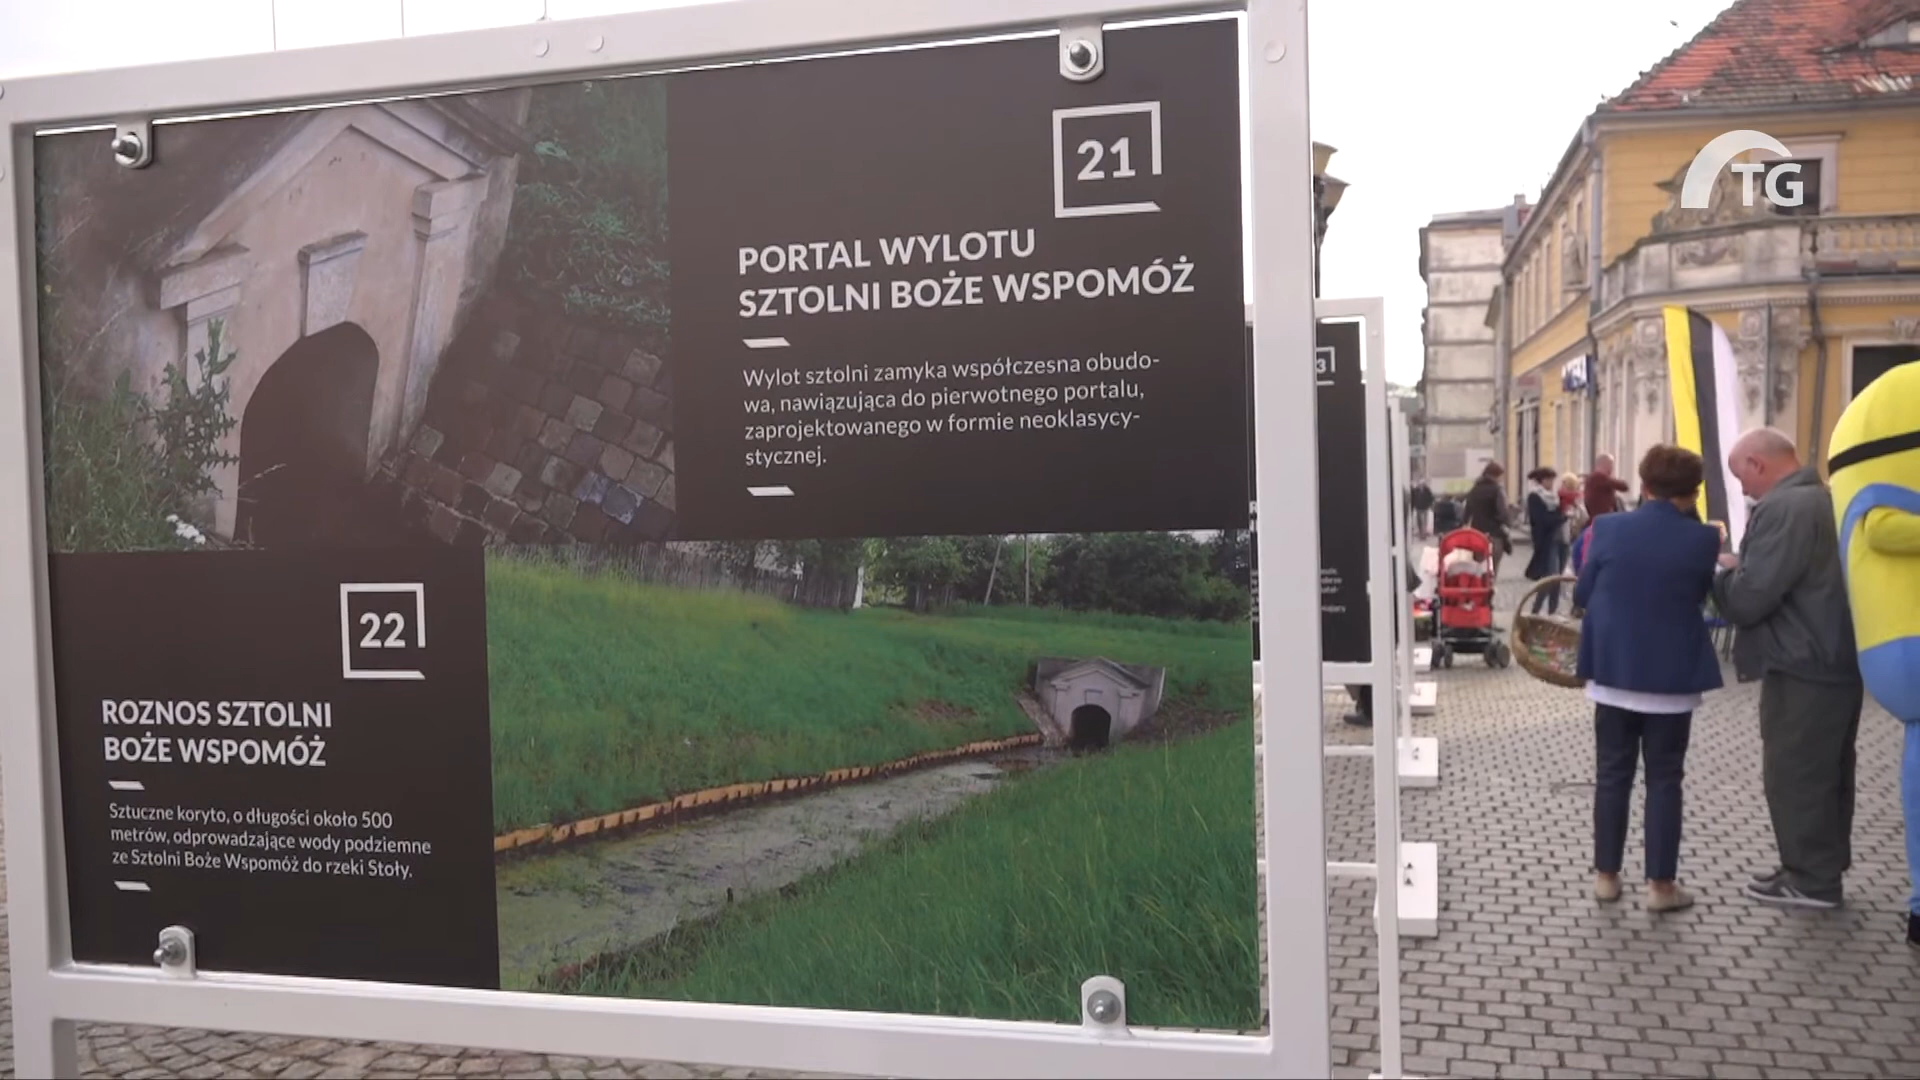 21
PORTAL WYLOTU
SZTOLNI BOŻE WSPOMÓŻ
Wylot sztolni zamyka współczesna obudo-
wa, nawiązująca do pierwotnego portalu,
zaprojektowanego w formie neoklasycy-
stycznej.
22
ROZNOS SZTOLNI
BOŻE WSPOMÓŻ
Sztuczne koryto, o długości około 500
metrów, odprowadzające wody podziemne
ze Sztolni Boże Wspomóż do rzeki Stoły.
TG